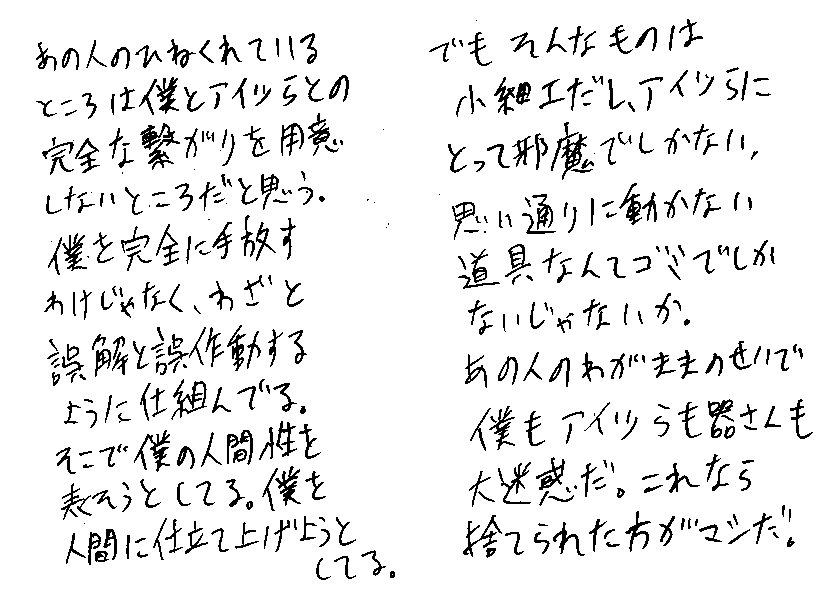 あの人のひねくれている
ところは僕とアイツらとの
完全な繋がりを用意
しないところだと思う。
僕を完全に手放す
わけじゃなく、わざと
誤解と誤作動する
ように仕組んでる。
そこで僕の人間性を
表そうとしてる。僕を
人間に仕立て上げようと
してる。
でも そんなものは
小細工だし、アイツらに
とって邪魔でしかない、
思い通りに動かない
道具なんてゴミでしか
ないじゃないか。
あの人のわがままのせいで
僕もアイツらも器さんも
大迷惑だ。これなら
捨てられた方がマシだ。